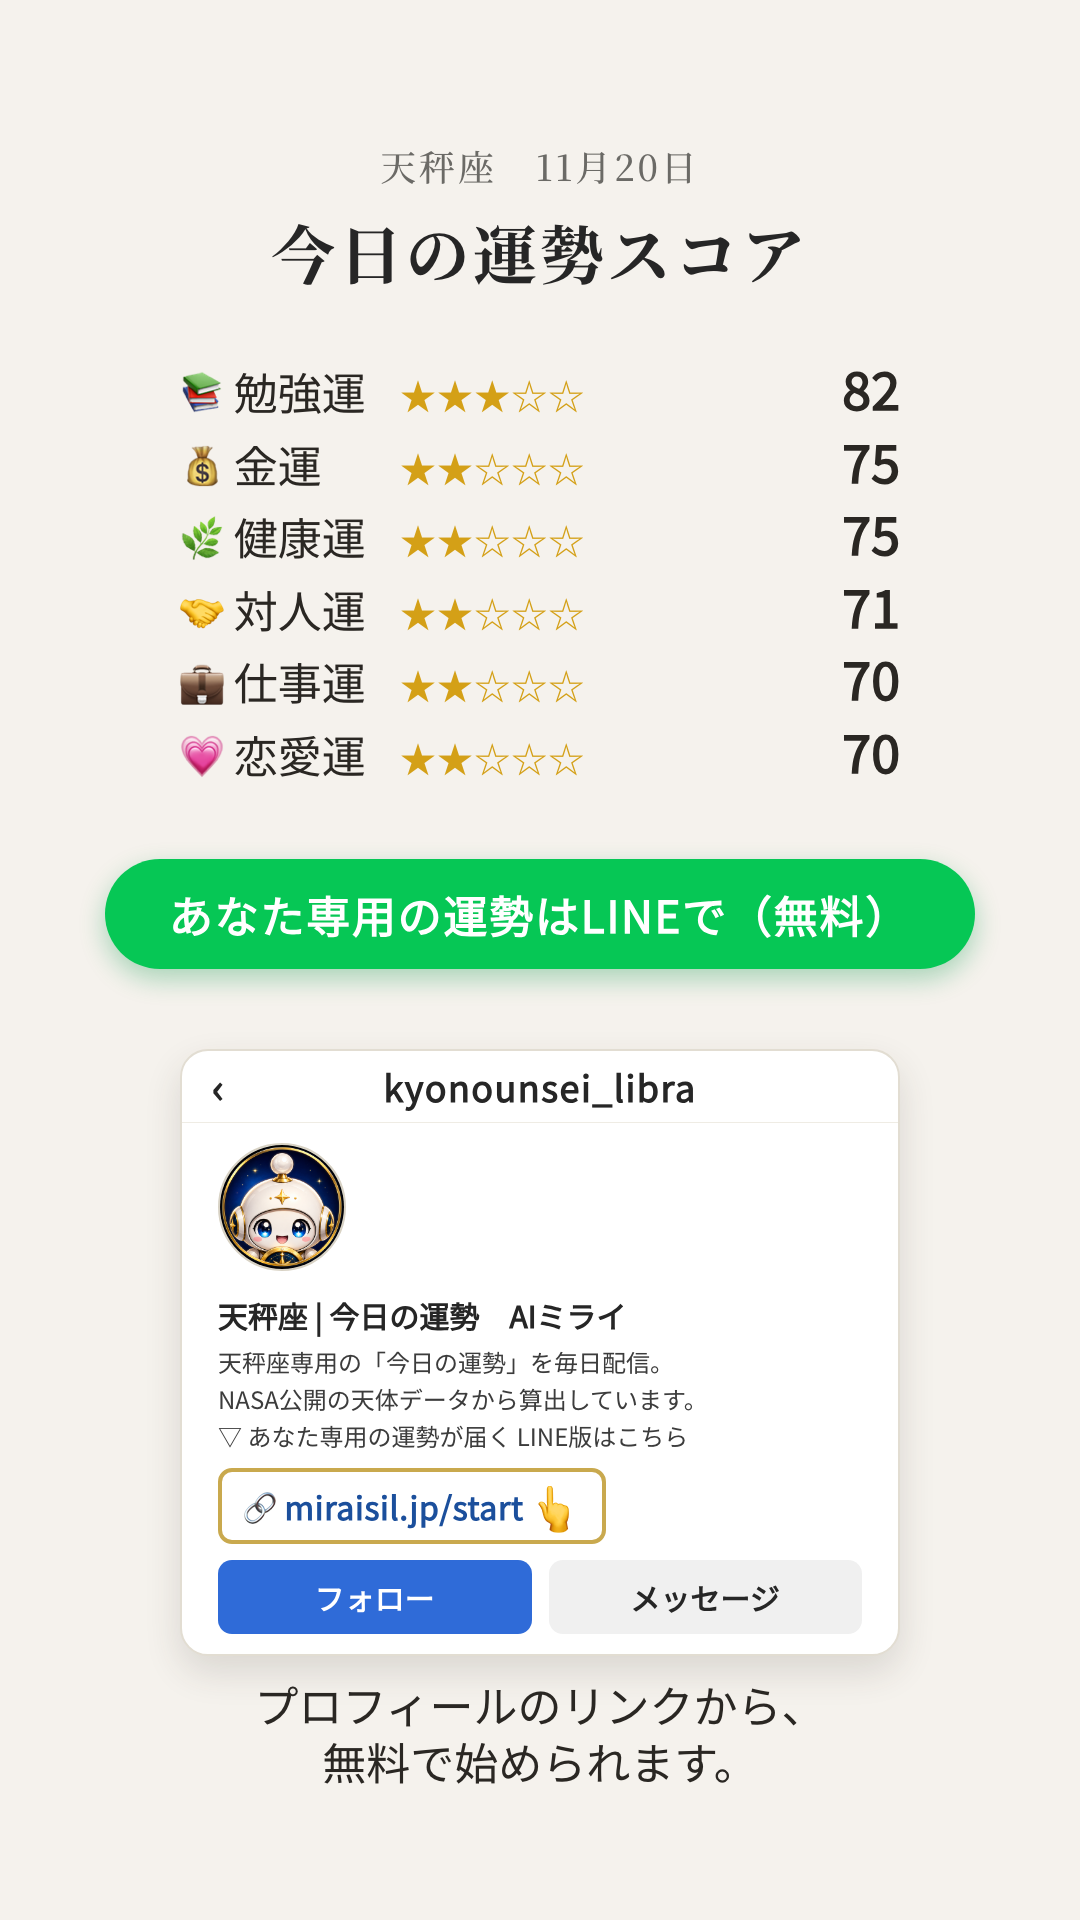 天秤座　11月20日
今日の運勢スコア
📚 勉強運 ★★★☆☆ 82
💰 金運 ★★☆☆☆ 75
🌿 健康運 ★★☆☆☆ 75
🤝 対人運 ★★☆☆☆ 71
💼 仕事運 ★★☆☆☆ 70
💗 恋愛運 ★★☆☆☆ 70
あなた専用の運勢はLINEで（無料）
‹ kyonounsei_libra
天秤座 | 今日の運勢　AIミライ
天秤座専用の「今日の運勢」を毎日配信。
NASA公開の天体データから算出しています。
▽ あなた専用の運勢が届く LINE版はこちら
🔗 miraisil.jp/start 👆
フォロー メッセージ
プロフィールのリンクから、
無料で始められます。